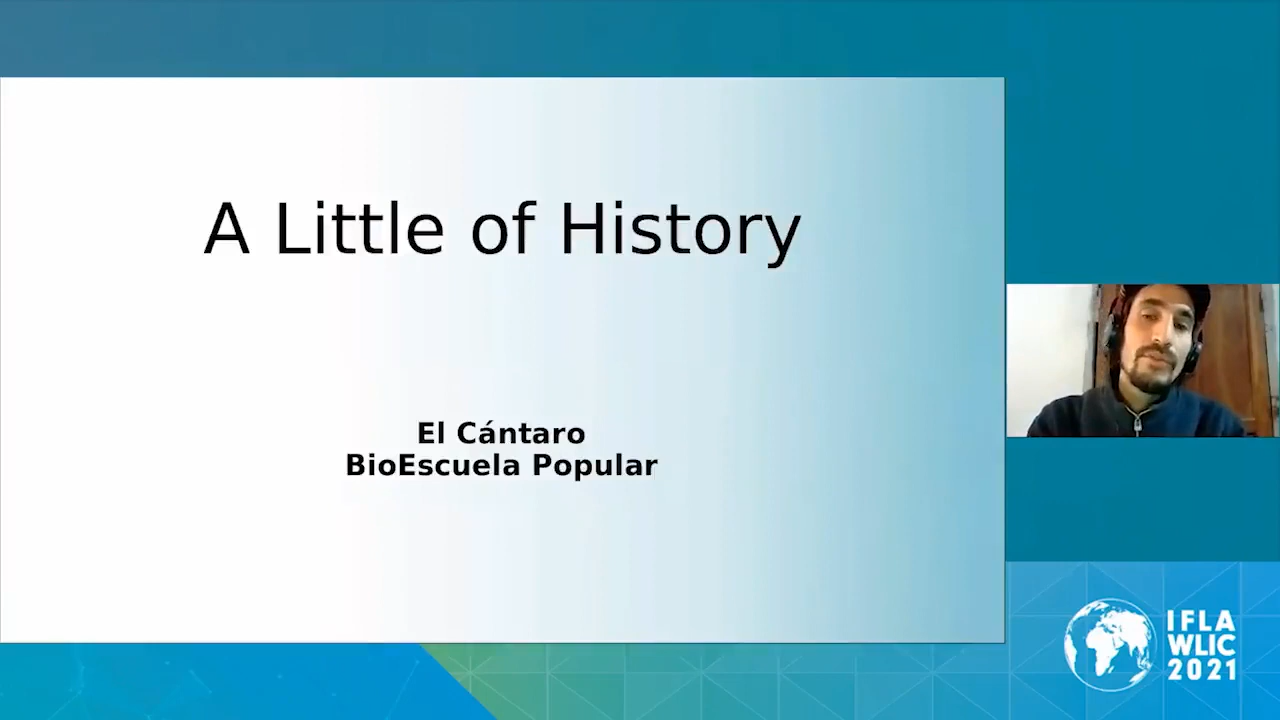 A Little of History
El Cántaro
BioEscuela Popular
IFLA
WLIC
2021